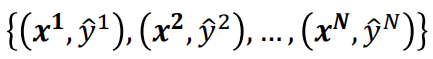 {(x¹, ŷ¹), (x², ŷ²), … , (xᴺ, ŷᴺ)}